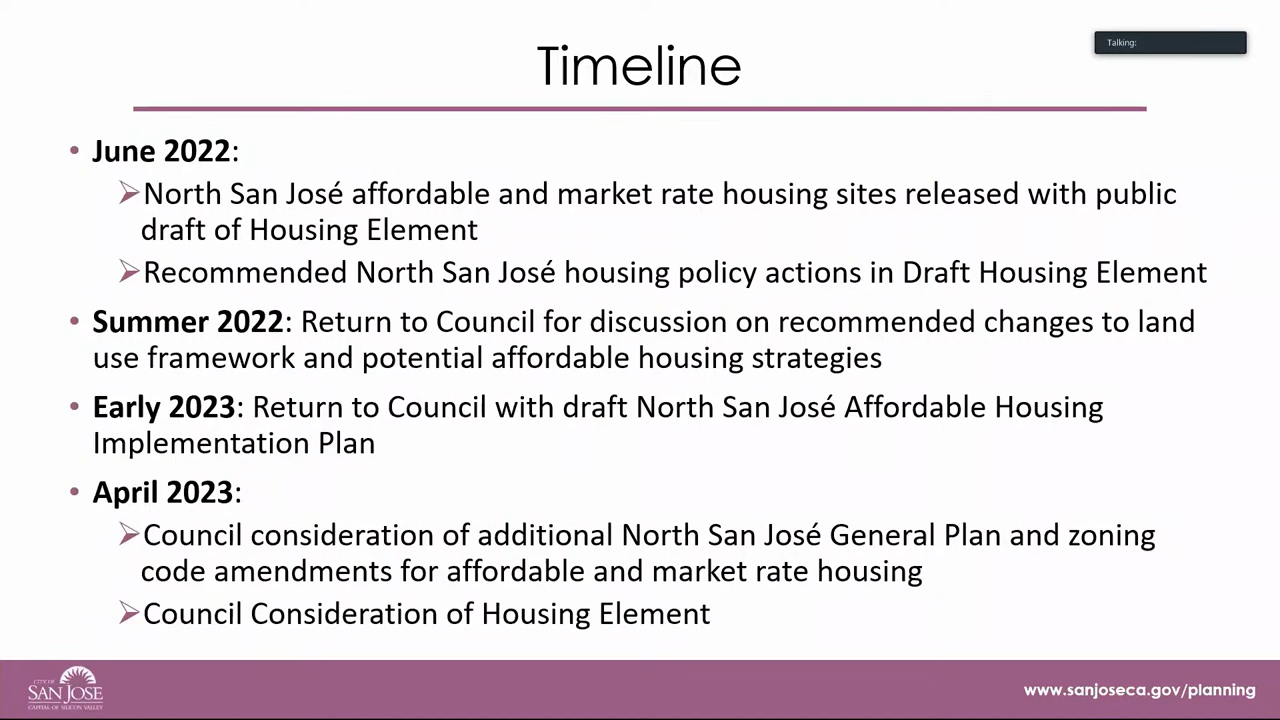 Talking:
Timeline
• June 2022:
➢North San José affordable and market rate housing sites released with public
draft of Housing Element
➢Recommended North San José housing policy actions in Draft Housing Element
• Summer 2022: Return to Council for discussion on recommended changes to land
use framework and potential affordable housing strategies
• Early 2023: Return to Council with draft North San José Affordable Housing
Implementation Plan
• April 2023:
➢Council consideration of additional North San José General Plan and zoning
code amendments for affordable and market rate housing
➢Council Consideration of Housing Element
CITY OF
SAN JOSE
CAPITAL OF SILICON VALLEY
www.sanjoseca.gov/planning